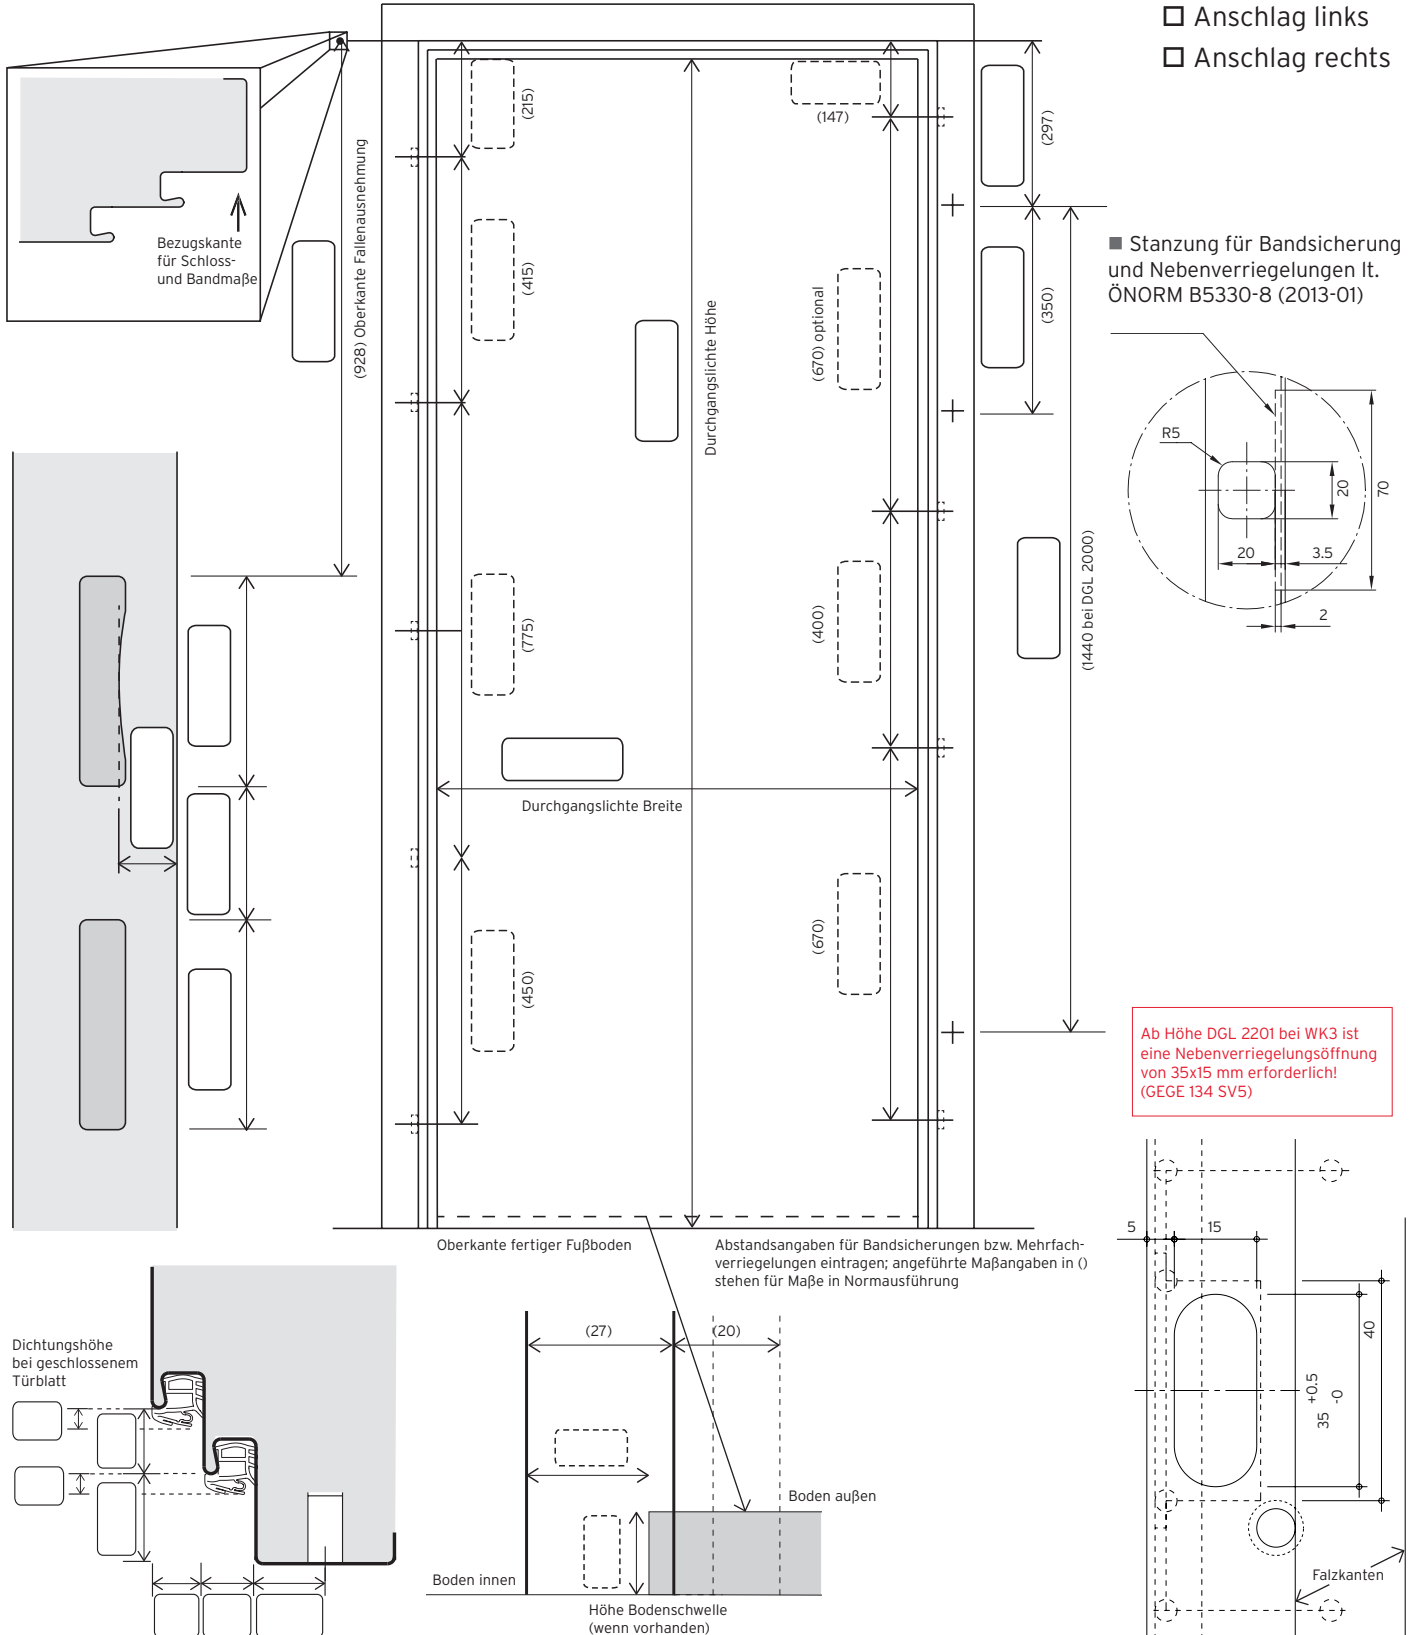 Anschlag links
Anschlag rechts
Bezugskante
für Schloss-
und Bandmaße
(928) Oberkante Fallenausnehmung
(215)
(147)
(297)
(415)
(670) optional
Durchgangslichte Höhe
(350)
Stanzung für Bandsicherung
und Nebenverriegelungen lt.
ÖNORM B5330-8 (2013-01)
R5
20
70
20
3.5
2
(775)
(400)
(1440 bei DGL 2000)
Durchgangslichte Breite
(450)
(670)
Ab Höhe DGL 2201 bei WK3 ist
eine Nebenverriegelungsöffnung
von 35x15 mm erforderlich!
(GEGE 134 SV5)
Oberkante fertiger Fußboden
Abstandsangaben für Bandsicherungen bzw. Mehrfach-
verriegelungen eintragen; angeführte Maßangaben in ()
stehen für Maße in Normausführung
5
15
40
35 +0.5 -0
Falzkanten
Dichtungshöhe
bei geschlossenem
Türblatt
(27)
(20)
Boden außen
Boden innen
Höhe Bodenschwelle
(wenn vorhanden)